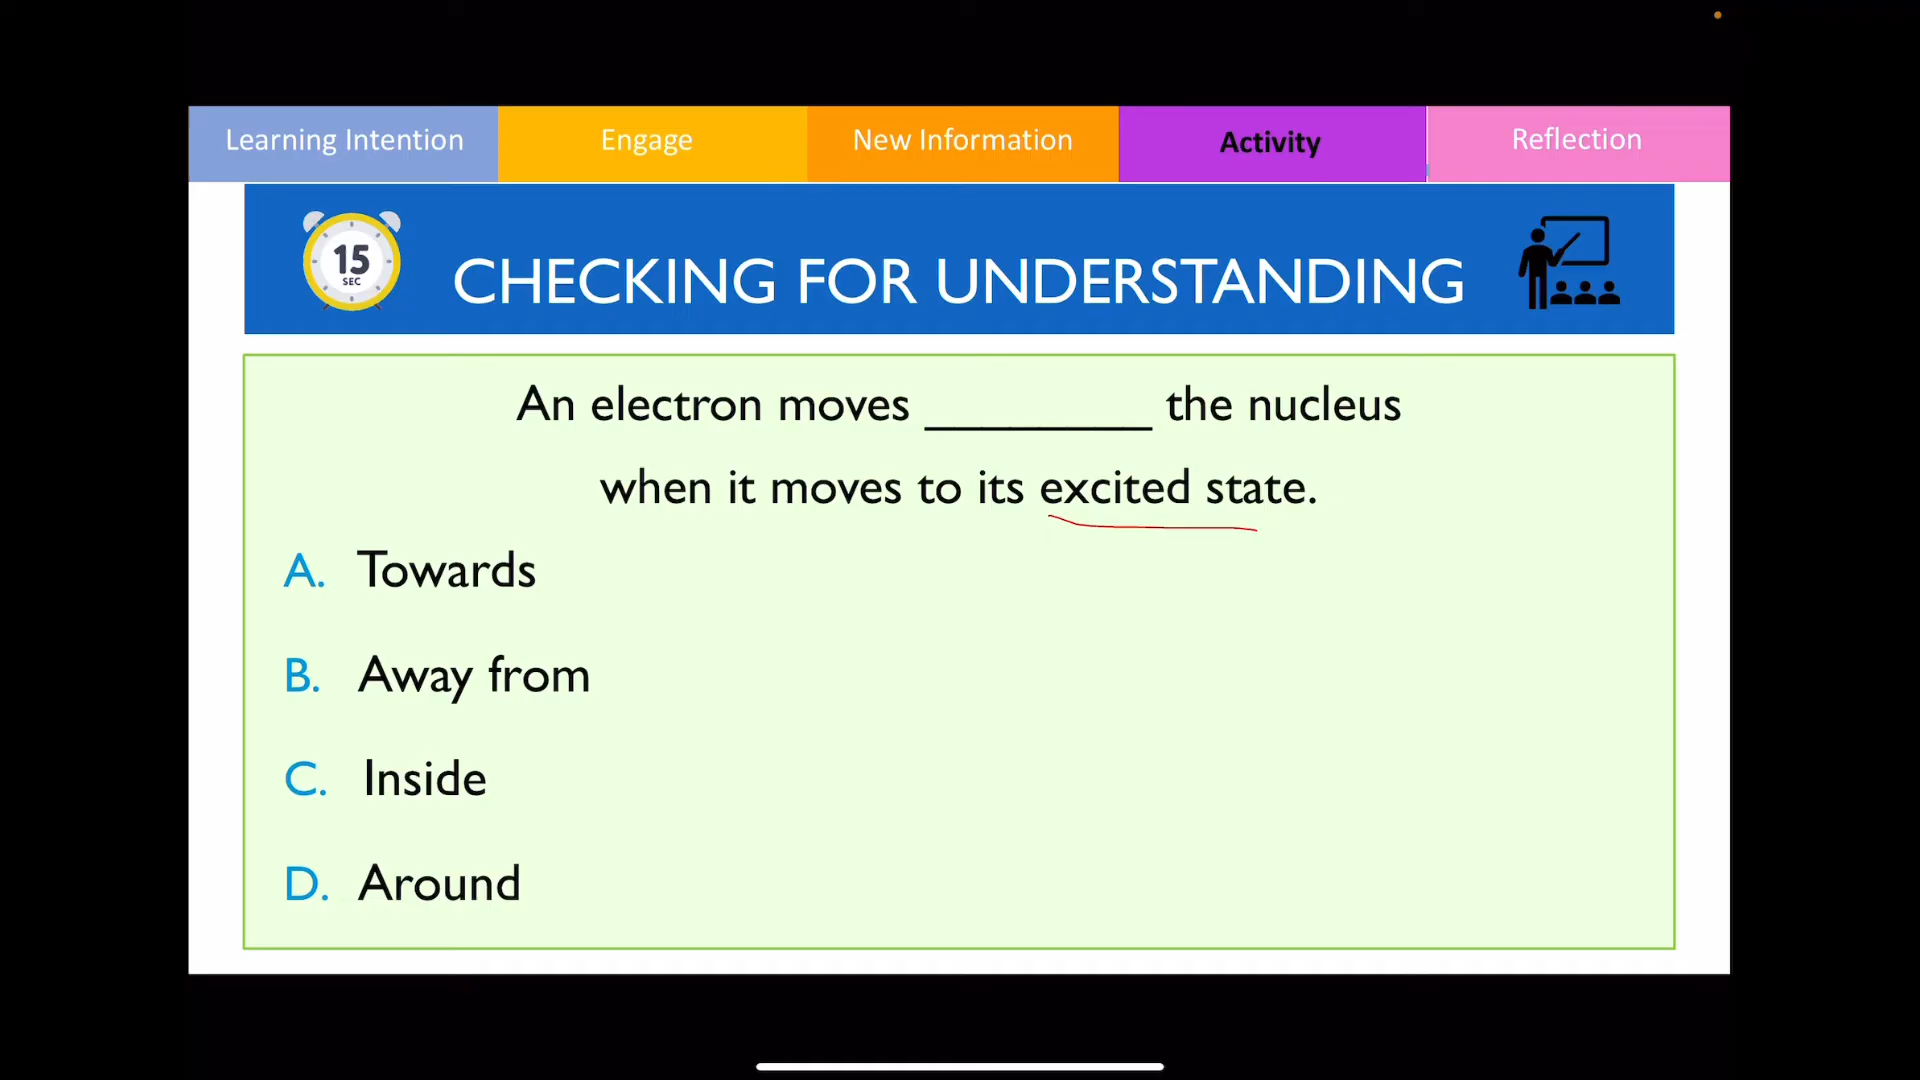 Learning Intention
Engage
New Information
Activity
Reflection
15
SEC
CHECKING FOR UNDERSTANDING
An electron moves ________ the nucleus
when it moves to its excited state.
A. Towards
B. Away from
C. Inside
D. Around